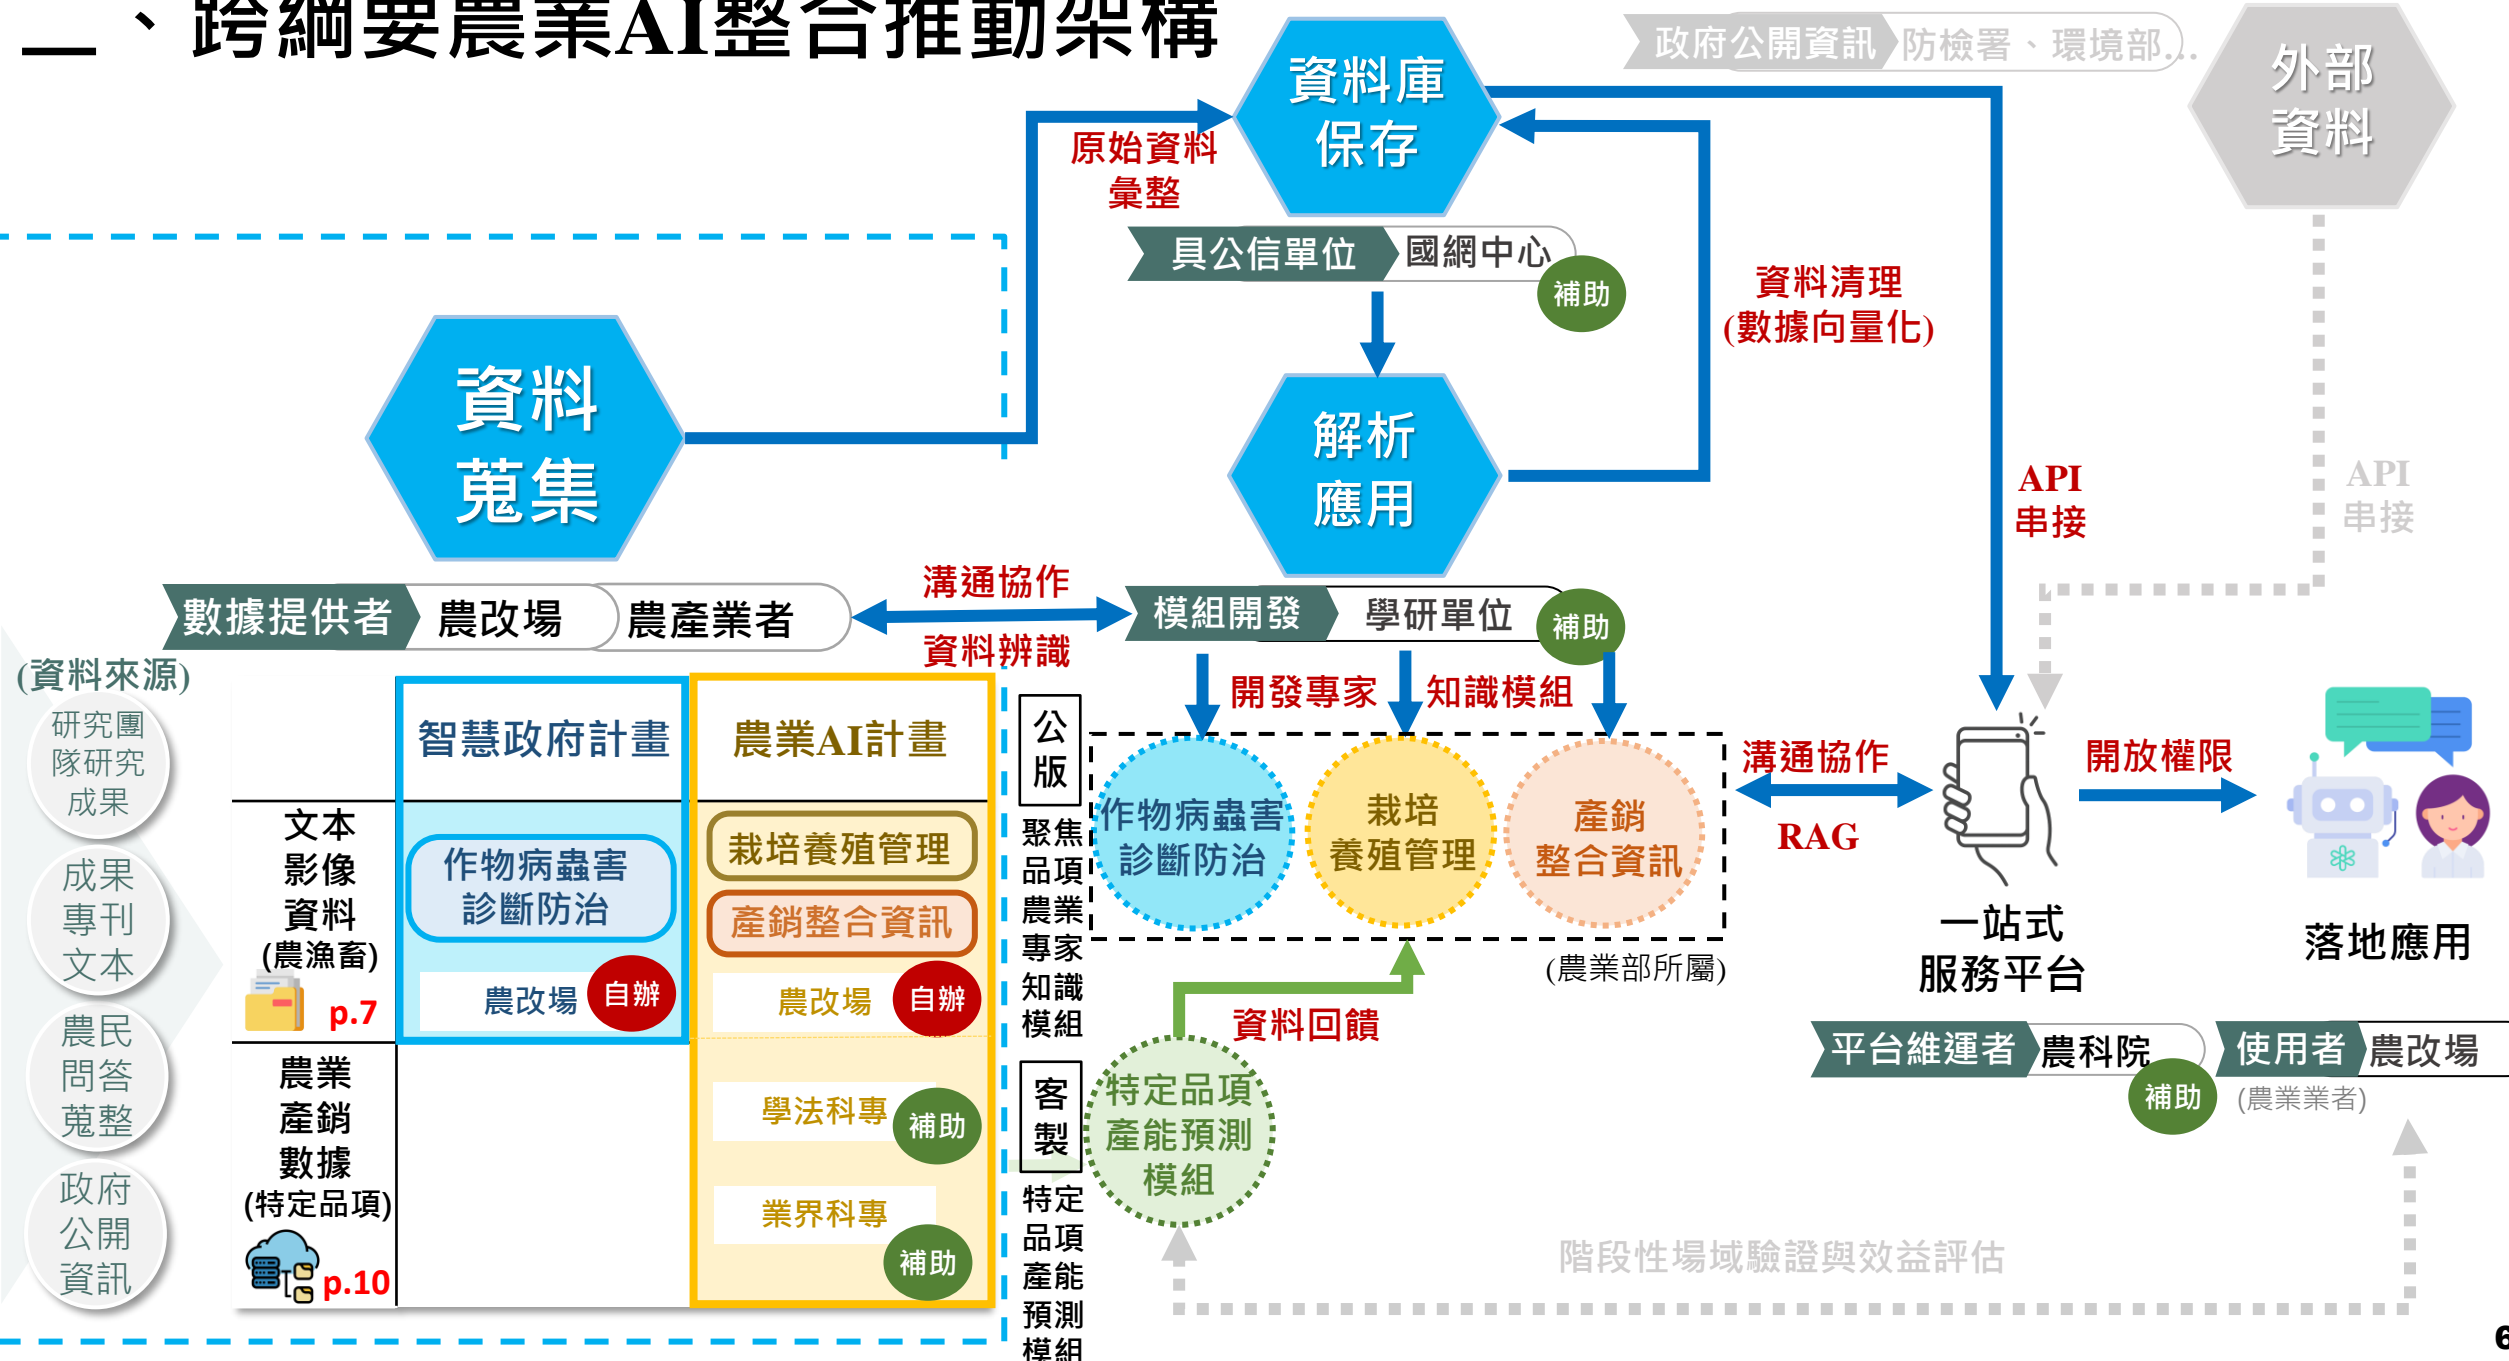 、跨綱要農業AI整合推動架構
政府公開資訊
防檢署、環境部...
外部
資料
資料庫
保存
原始資料
彙整
具公信單位
國網中心
補助
資料清理
(數據向量化)
資料
蒐集
解析
應用
API
串接
API
串接
數據提供者
農改場
農產業者
溝通協作
資料辨識
模組開發
學研單位
補助
(資料來源)
研究團
隊研究
成果
成果
專刊
文本
農民
問答
蒐整
政府
公開
資訊
智慧政府計畫
農業AI計畫
文本
影像
資料
(農漁畜)
p.7
作物病蟲害
診斷防治
農改場
自辦
栽培養殖管理
產銷整合資訊
農改場
自辦
農業
產銷
數據
(特定品項)
p.10
學法科專
補助
業界科專
補助
公
版
聚焦
品項
農業
專家
知識
模組
客
製
特定
品項
產能
預測
模組
開發專家
知識模組
作物病蟲害
診斷防治
栽培
養殖管理
產銷
整合資訊
(農業部所屬)
資料回饋
特定品項
產能預測
模組
溝通協作
RAG
一站式
服務平台
開放權限
落地應用
平台維運者
農科院
補助
使用者
農改場
(農業業者)
階段性場域驗證與效益評估
6